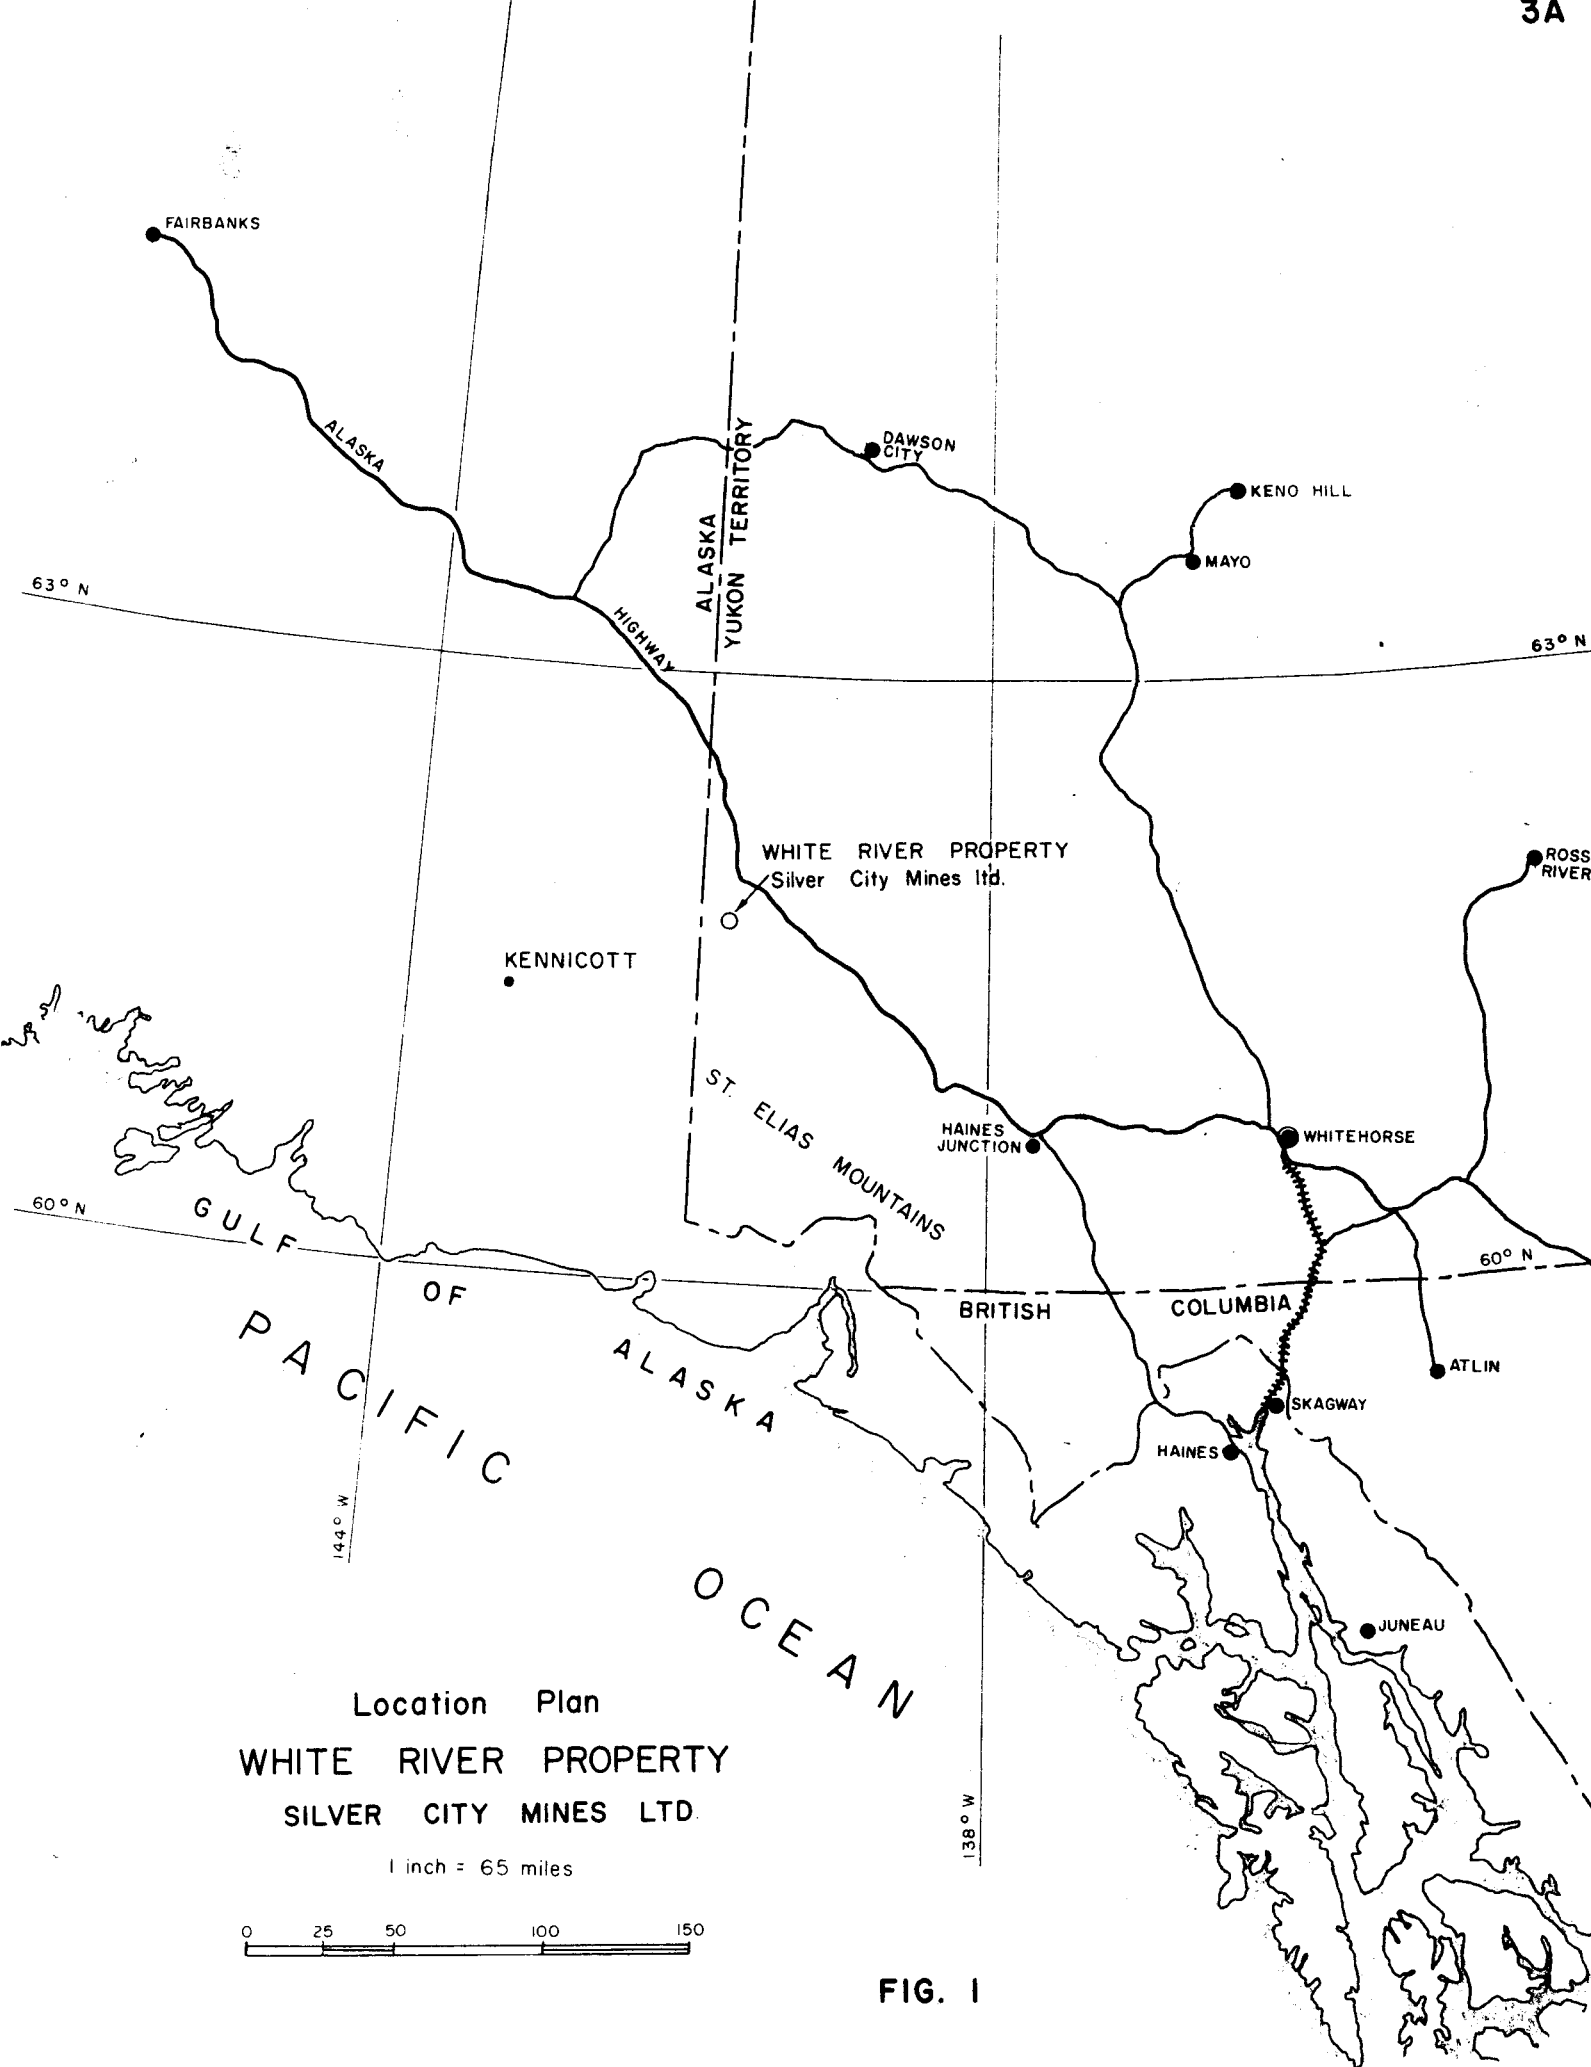 3A
FAIRBANKS
ALASKA
DAWSON
CITY
KENO HILL
MAYO
ALASKA
YUKON TERRITORY
63° N
HIGHWAY
63° N
WHITE RIVER PROPERTY
Silver City Mines ltd.
ROSS
RIVER
KENNICOTT
ST. ELIAS MOUNTAINS
HAINES
JUNCTION
WHITEHORSE
60° N
GULF
OF
ALASKA
60° N
BRITISH COLUMBIA
PACIFIC
OCEAN
ATLIN
SKAGWAY
HAINES
144° W
JUNEAU
138° W
Location Plan
WHITE RIVER PROPERTY
SILVER CITY MINES LTD.
1 inch = 65 miles
0 25 50 100 150
FIG. 1